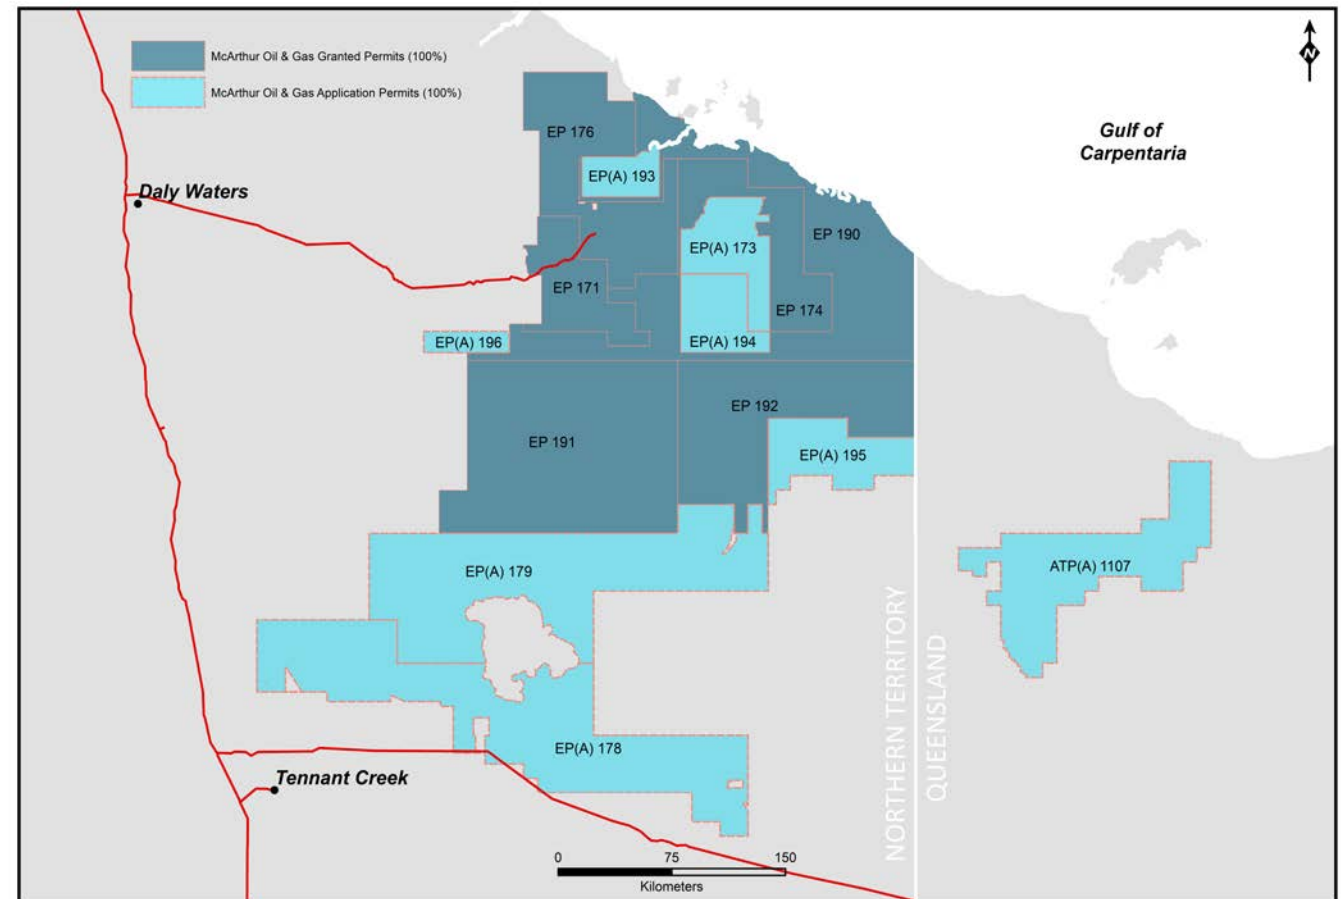 McArthur Oil & Gas Granted Permits (100%)
McArthur Oil & Gas Application Permits (100%)
N
Gulf of
Carpentaria
EP 176
EP(A) 193
Daly Waters
EP 190
EP(A) 173
EP 171
EP 174
EP(A) 196
EP(A) 194
EP 192
EP 191
EP(A) 195
EP(A) 179
ATP(A) 1107
NORTHERN TERRITORY
QUEENSLAND
EP(A) 178
Tennant Creek
0 75 150
Kilometers